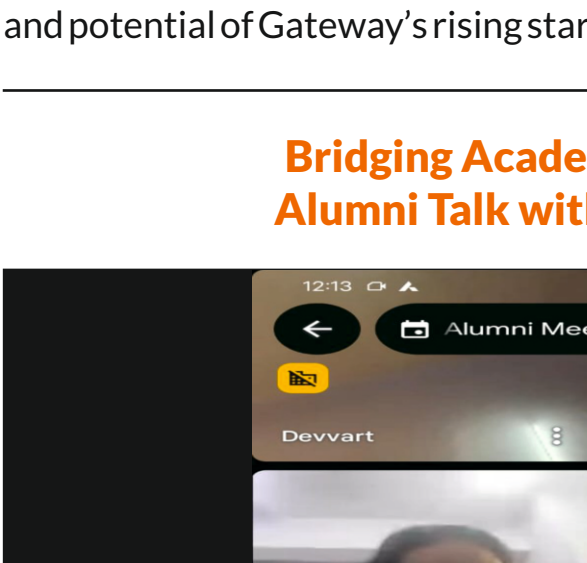 and potential of Gateway's rising star
Bridging Acade
Alumni Talk wit
12:13
Alumni Mee
Devvart